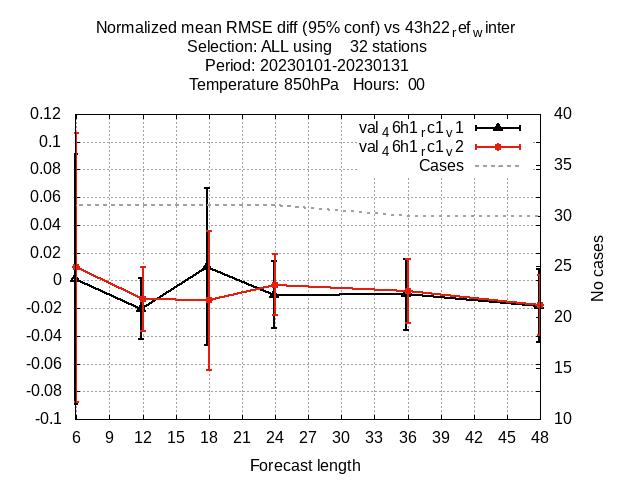 Normalized mean RMSE diff (95% conf) vs 43h22refwinter
Selection: ALL using 32 stations
Period: 20230101-20230131
Temperature 850hPa Hours: 00
val46h1rc1v1
val46h1rc1v2
Cases
0.12
0.1
0.08
0.06
0.04
0.02
0
-0.02
-0.04
-0.06
-0.08
-0.1
40
35
30
25
20
15
10
No cases
6 9 12 15 18 21 24 27 30 33 36 39 42 45 48
Forecast length